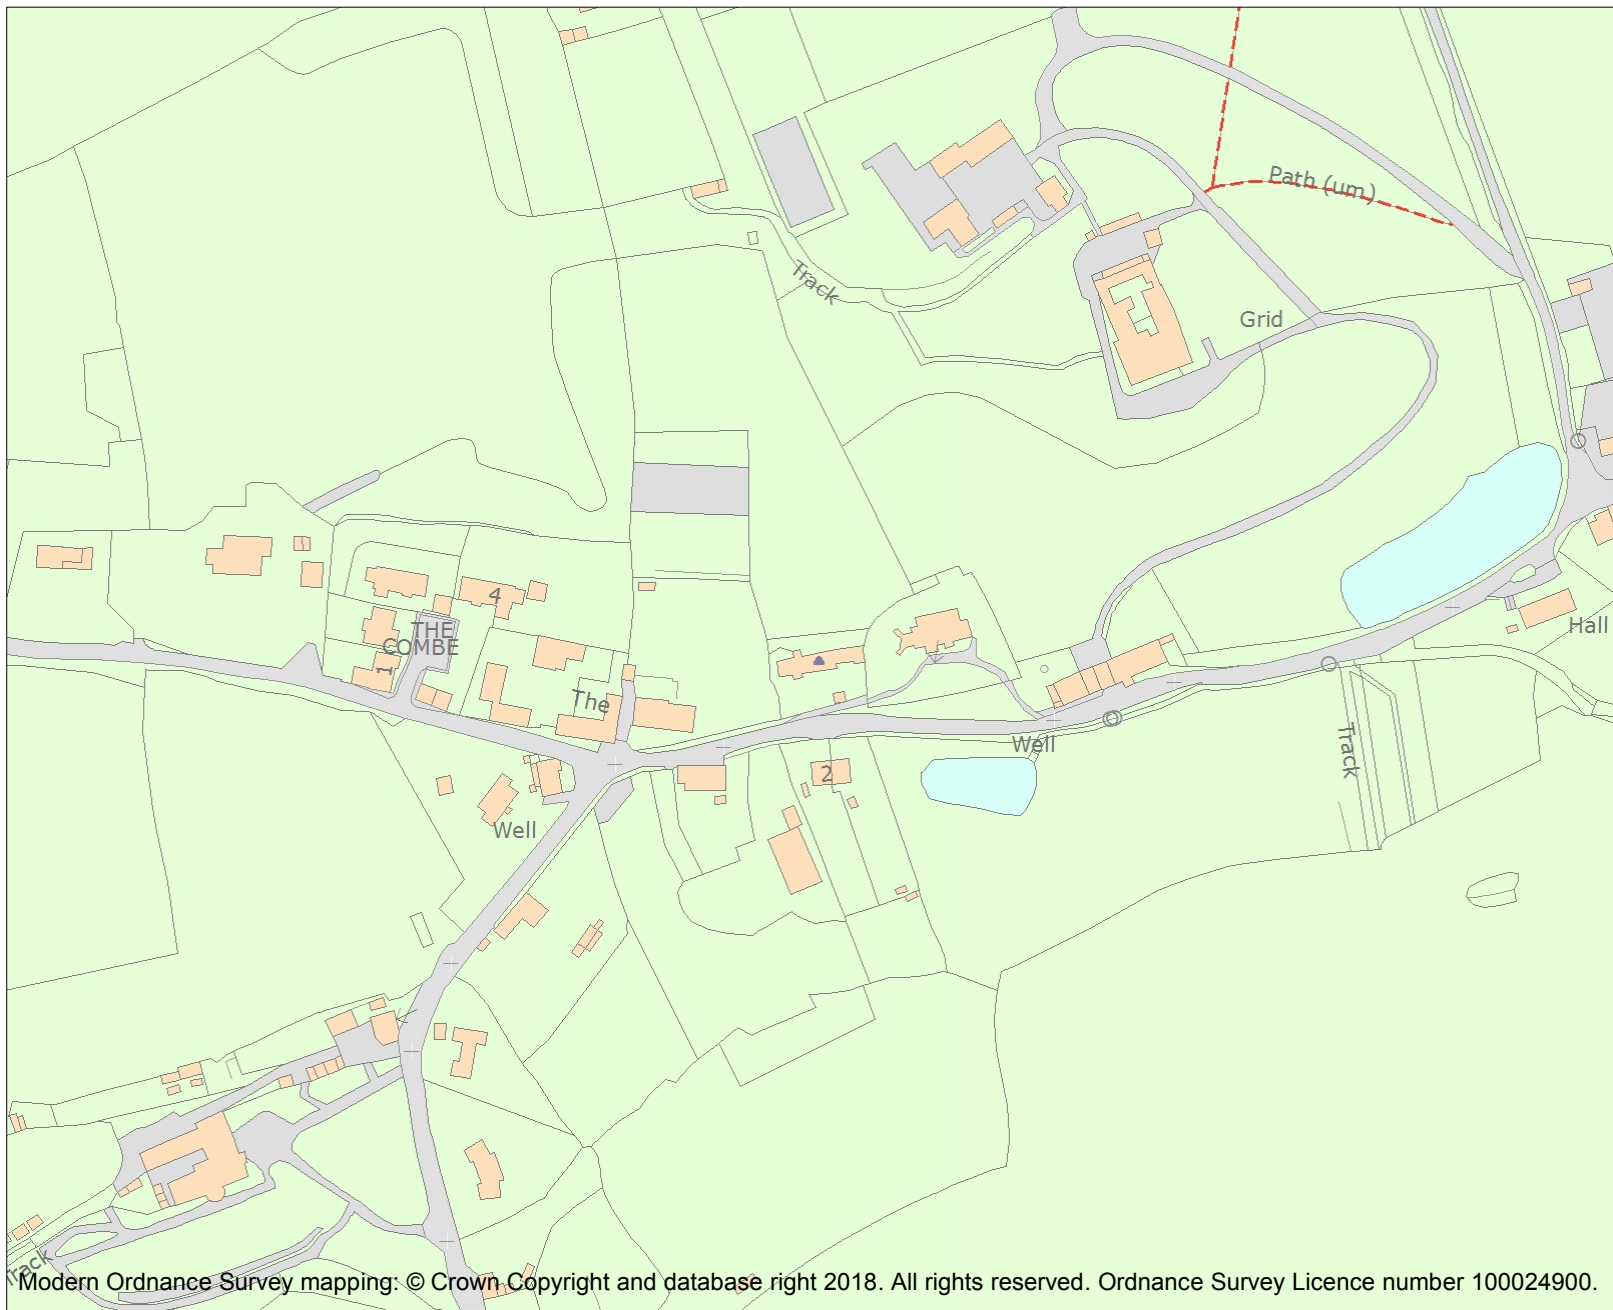 Path (um)
Track
Grid
4
THE
COMBE
1
The
Hall
Well
Track
2
Well
Track
Modern Ordnance Survey mapping: © Crown Copyright and database right 2018. All rights reserved. Ordnance Survey Licence number 100024900.